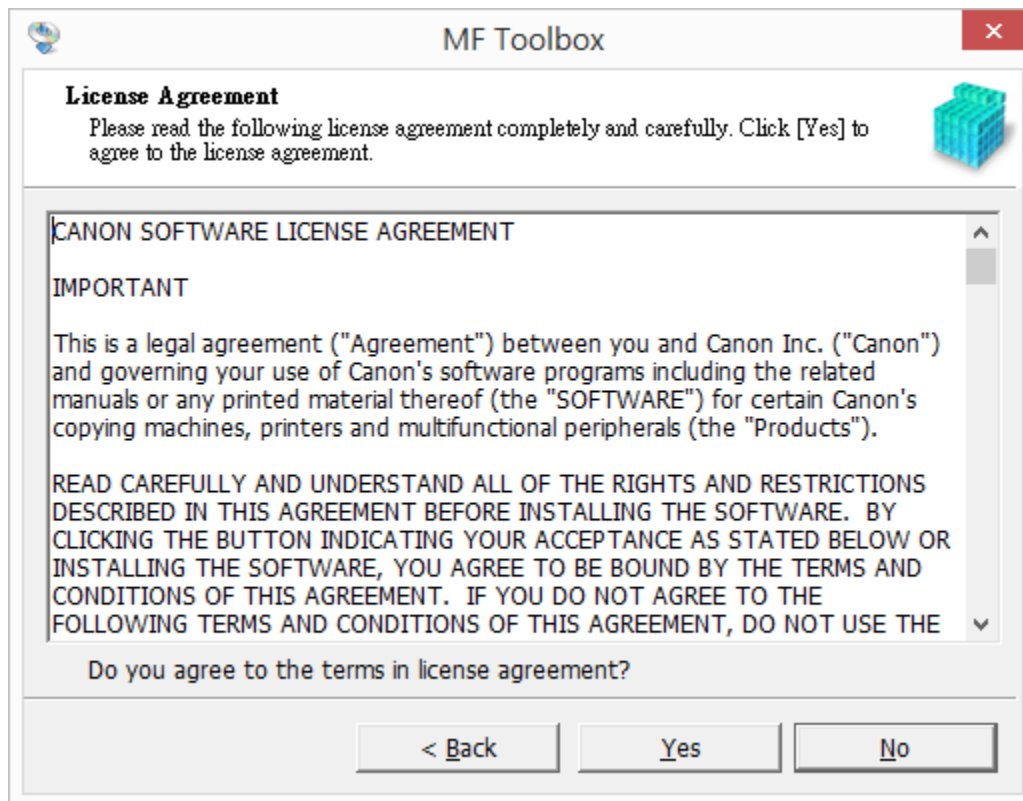 MF Toolbox
License Agreement
Please read the following license agreement completely and carefully. Click [Yes] to
agree to the license agreement.
CANON SOFTWARE LICENSE AGREEMENT
IMPORTANT
This is a legal agreement ("Agreement") between you and Canon Inc. ("Canon")
and governing your use of Canon's software programs including the related
manuals or any printed material thereof (the "SOFTWARE") for certain Canon's
copying machines, printers and multifunctional peripherals (the "Products").
READ CAREFULLY AND UNDERSTAND ALL OF THE RIGHTS AND RESTRICTIONS
DESCRIBED IN THIS AGREEMENT BEFORE INSTALLING THE SOFTWARE.  BY
CLICKING THE BUTTON INDICATING YOUR ACCEPTANCE AS STATED BELOW OR
INSTALLING THE SOFTWARE, YOU AGREE TO BE BOUND BY THE TERMS AND
CONDITIONS OF THIS AGREEMENT.  IF YOU DO NOT AGREE TO THE
FOLLOWING TERMS AND CONDITIONS OF THIS AGREEMENT, DO NOT USE THE
Do you agree to the terms in license agreement?
< Back
Yes
No